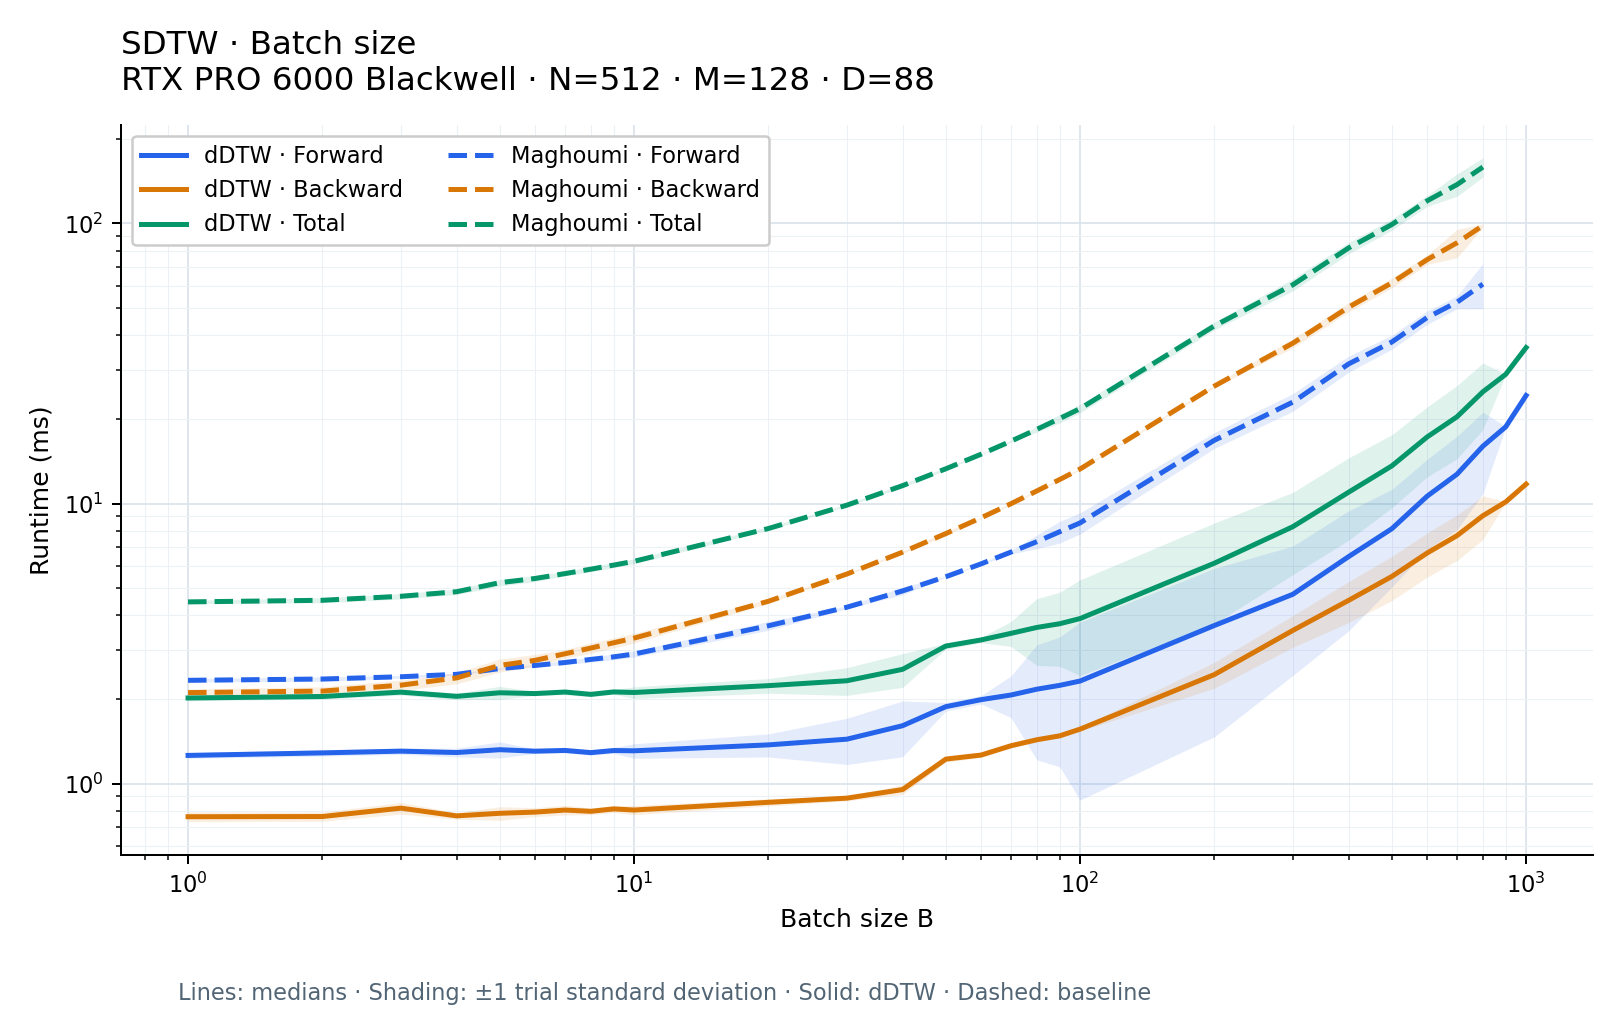 SDTW · Batch size
RTX PRO 6000 Blackwell · N=512 · M=128 · D=88
dDTW · Forward
dDTW · Backward
dDTW · Total
Maghoumi · Forward
Maghoumi · Backward
Maghoumi · Total
Runtime (ms)
10²
10¹
10⁰
10⁰ 10¹ 10² 10³
Batch size B
Lines: medians · Shading: ±1 trial standard deviation · Solid: dDTW · Dashed: baseline